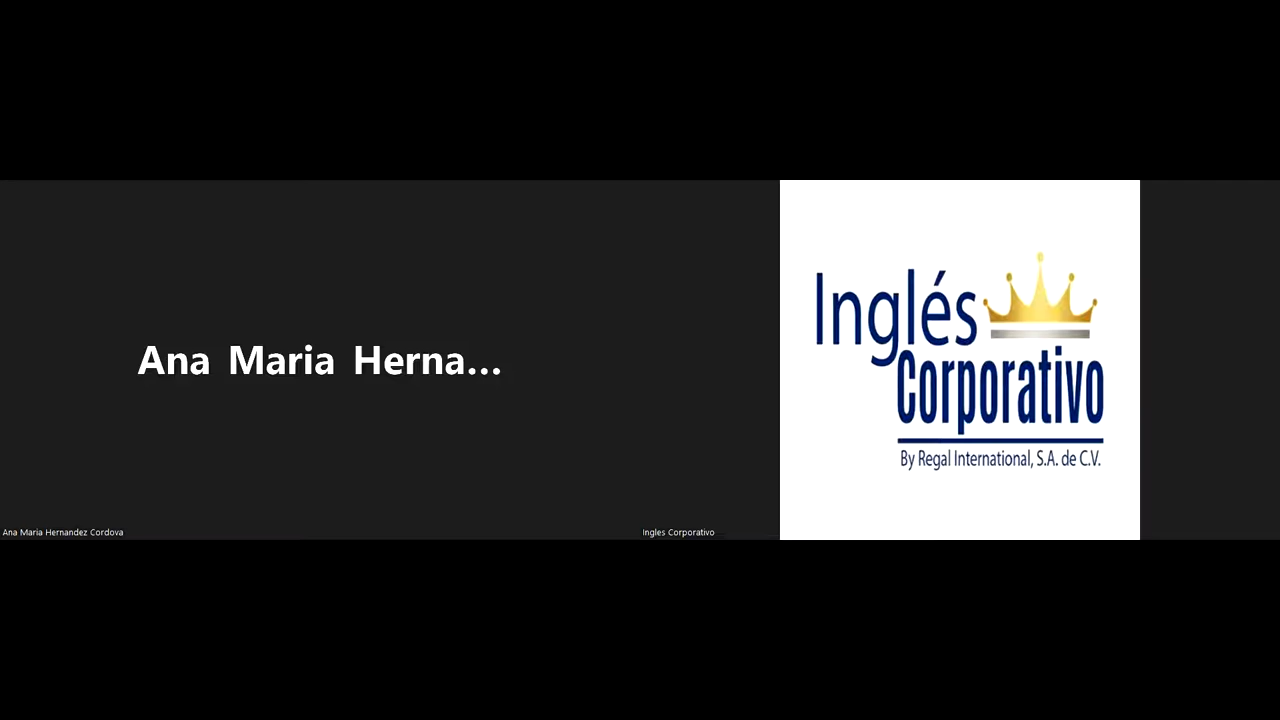 Ana Maria Herna...
Inglés
Corporativo
By Regal International, S.A. de C.V.
Ana Maria Hernandez Cordova
Ingles Corporativo